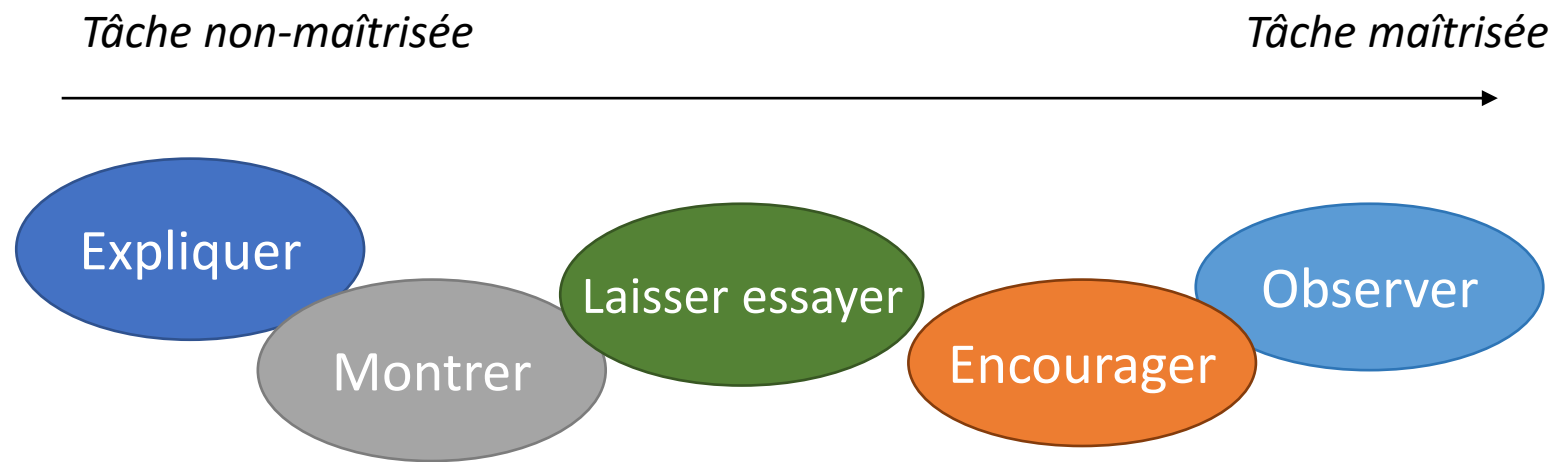 Tâche non-maîtrisée
Tâche maîtrisée
Expliquer
Montrer
Laisser essayer
Encourager
Observer